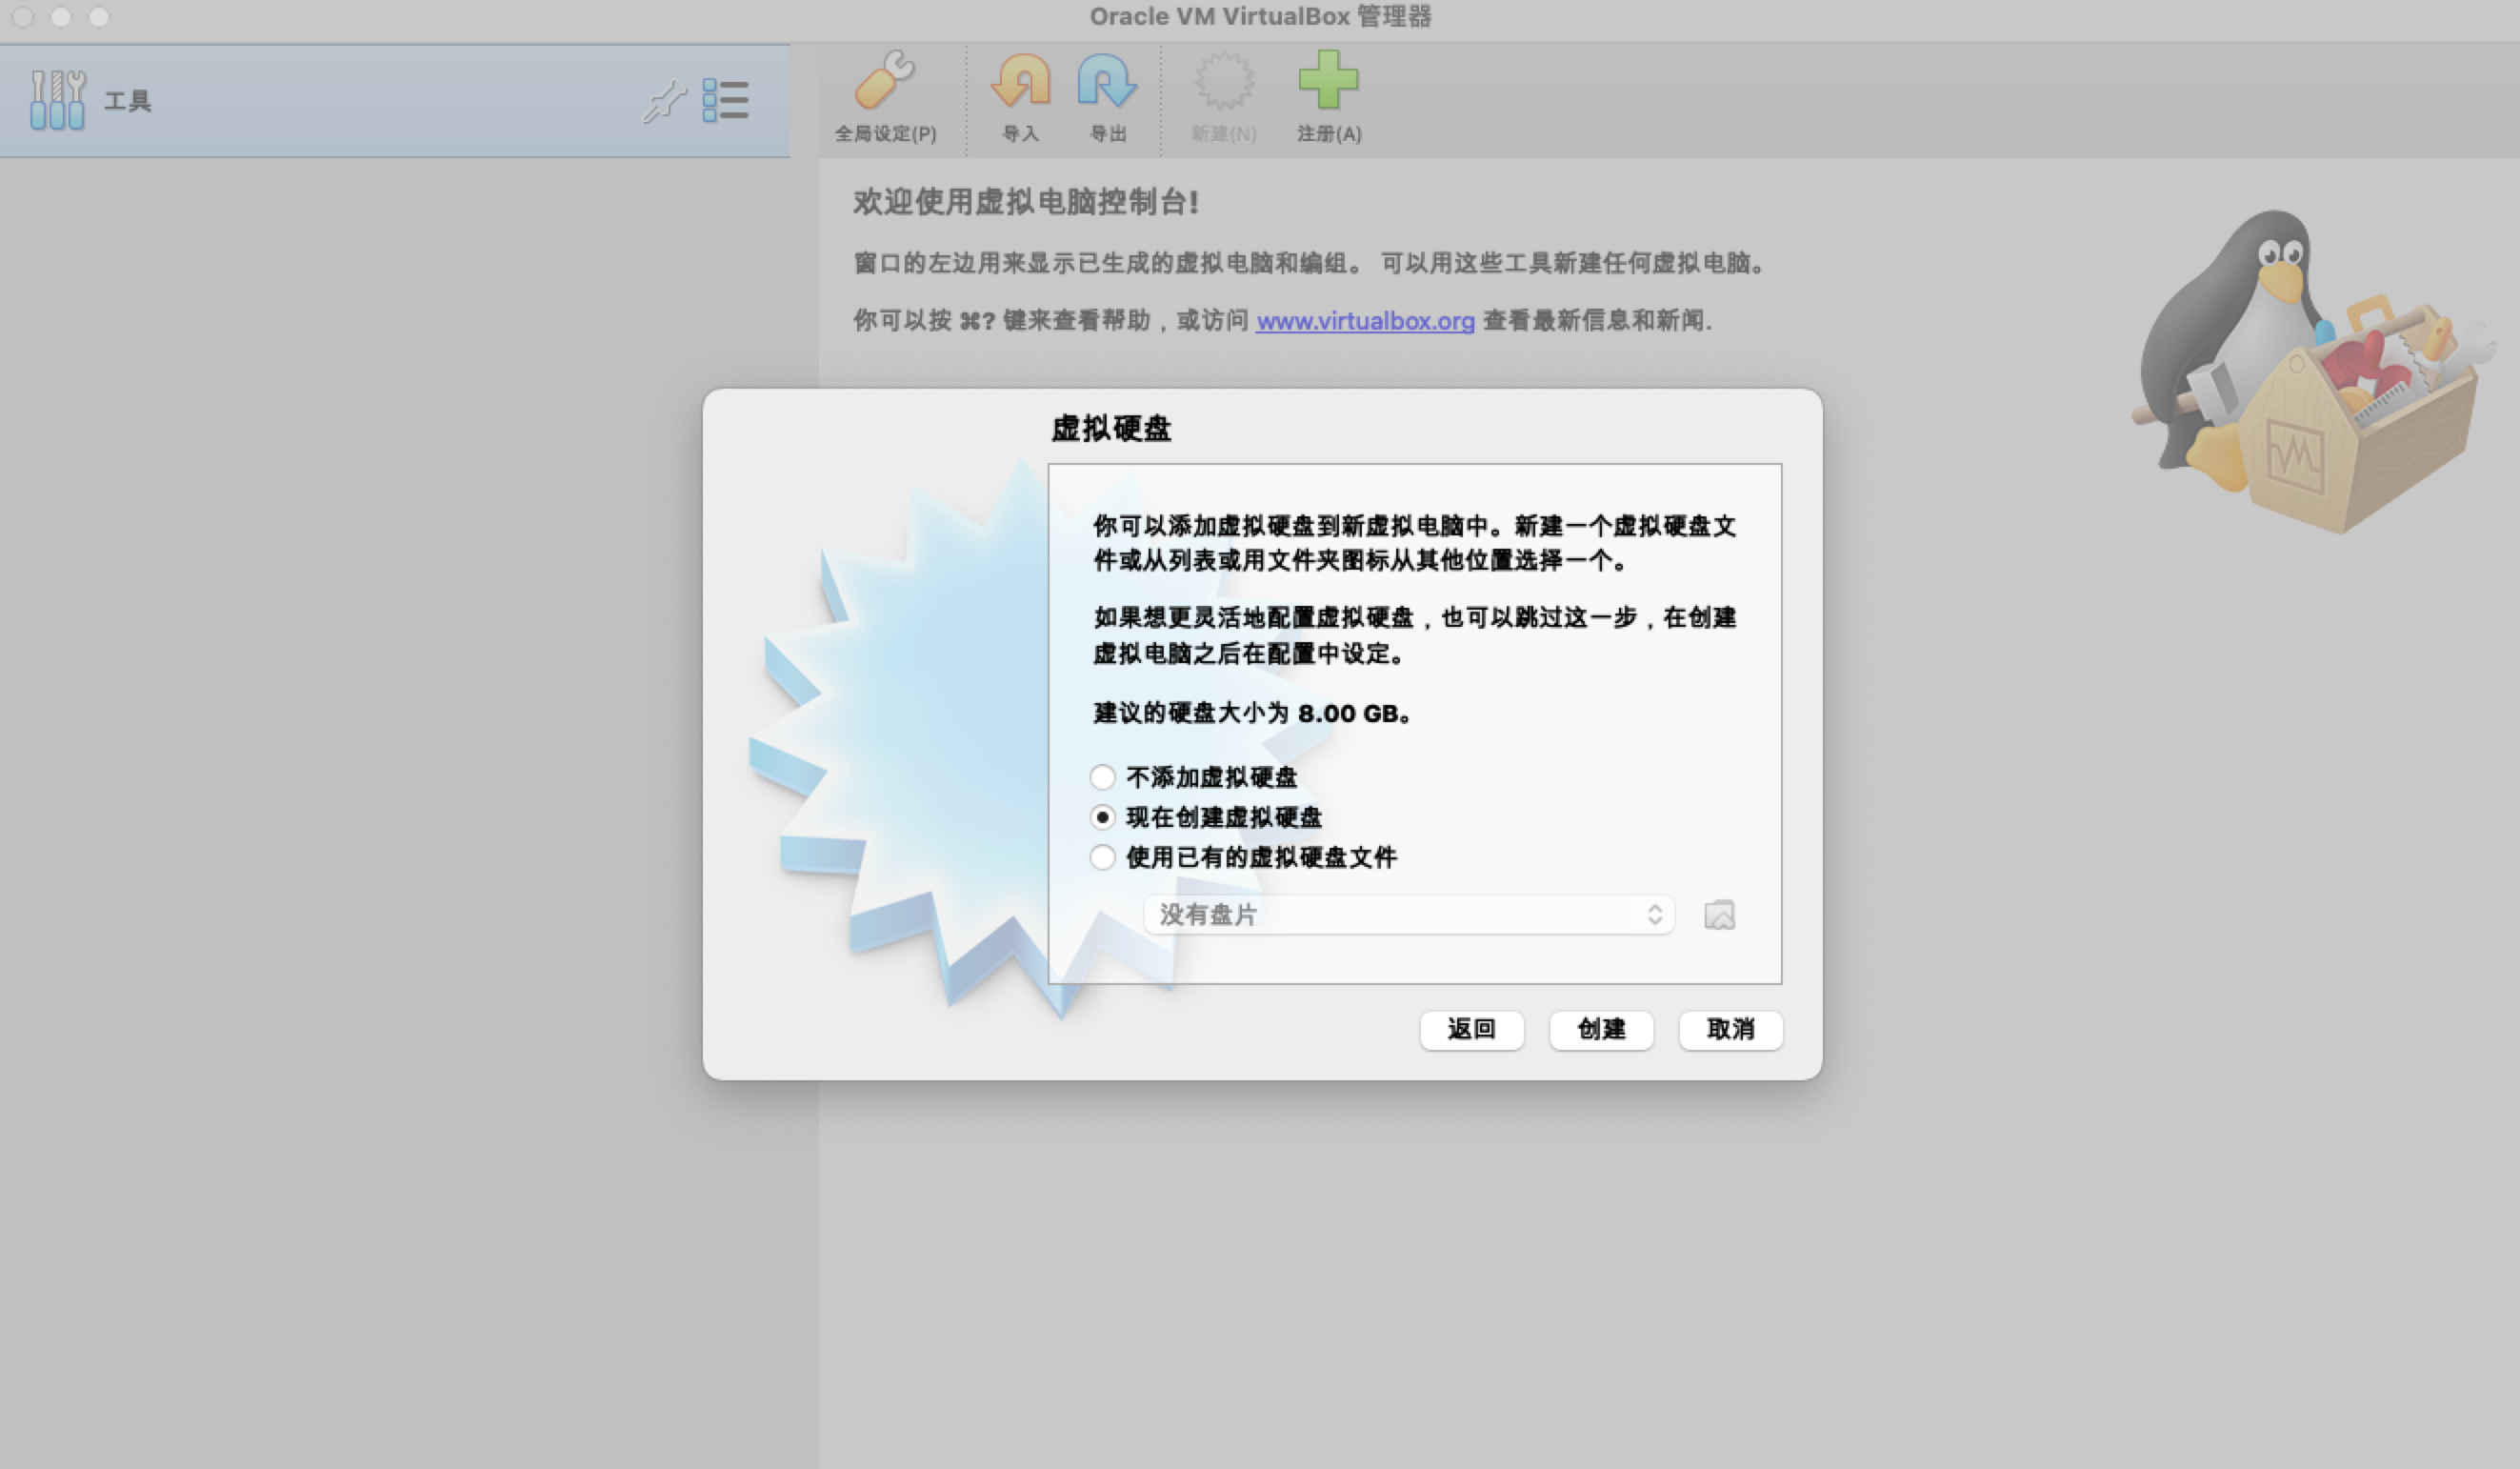 Oracle VM VirtualBox 管理器
工具
全局设定(P)
导入
导出
新建(N)
注册(A)
欢迎使用虚拟电脑控制台!
窗口的左边用来显示已生成的虚拟电脑和编组。 可以用这些工具新建任何虚拟电脑。
你可以按 ⌘? 键来查看帮助，或访问 www.virtualbox.org 查看最新信息和新闻.
虚拟硬盘
你可以添加虚拟硬盘到新虚拟电脑中。新建一个虚拟硬盘文
件或从列表或用文件夹图标从其他位置选择一个。
如果想更灵活地配置虚拟硬盘，也可以跳过这一步，在创建
虚拟电脑之后在配置中设定。
建议的硬盘大小为 8.00 GB。
不添加虚拟硬盘
现在创建虚拟硬盘
使用已有的虚拟硬盘文件
没有盘片
返回
创建
取消